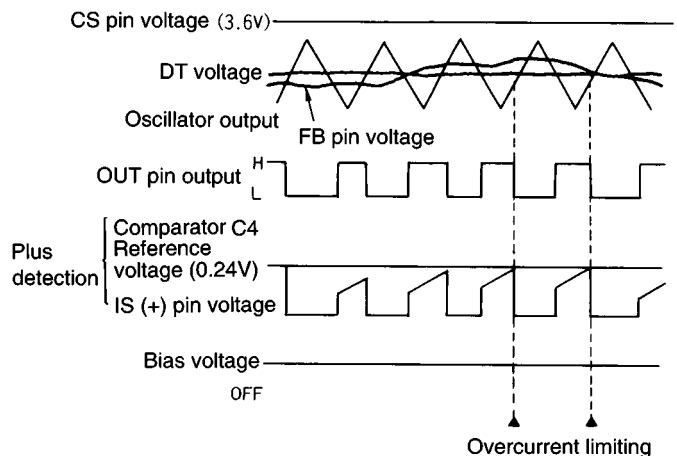 CS pin voltage (3.6V)
DT voltage
Oscillator output
FB pin voltage
OUT pin output
H
L
Plus
detection
Comparator C4
Reference
voltage (0.24V)
IS (+) pin voltage
Bias voltage
OFF
Overcurrent limiting